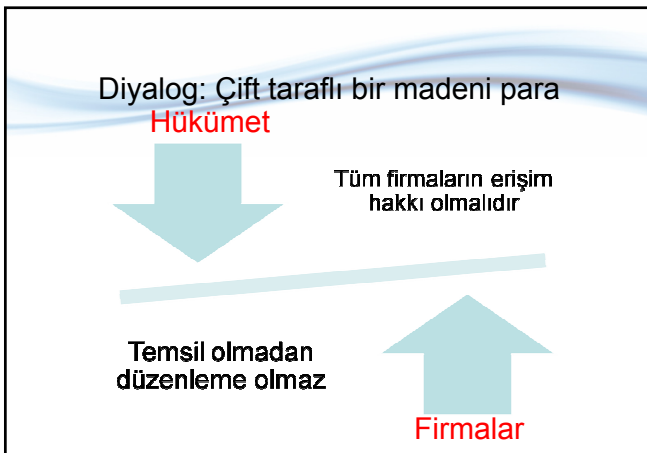 Diyalog: Çift taraflı bir madeni para
Hükümet
Tüm firmaların erişim
hakkı olmalıdır
Temsil olmadan
düzenleme olmaz
Firmalar